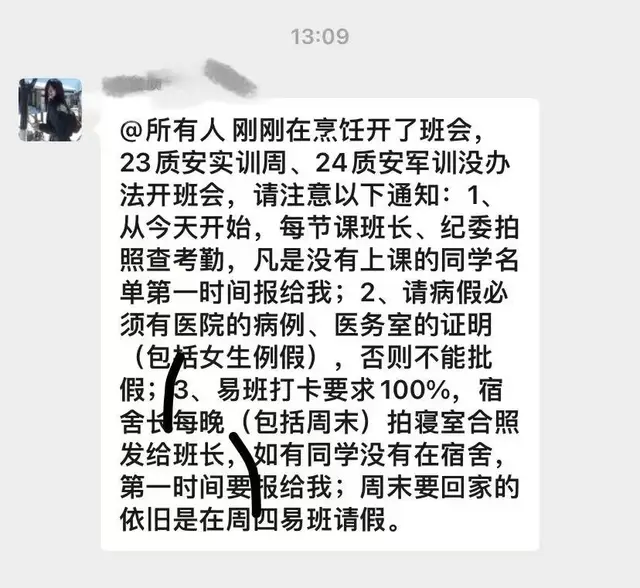 13:09
@所有人 刚刚在烹饪开了班会，
23质安实训周、24质安军训没办
法开班会，请注意以下通知：1、
从今天开始，每节课班长、纪委拍
照查考勤，凡是没有上课的同学名
单第一时间报给我；2、请病假必
须有医院的病例、医务室的证明
（包括女生例假），否则不能批
假；3、易班打卡要求100%，宿
舍长每晚（包括周末）拍寝室合照
发给班长，如有同学没有在宿舍，
第一时间要报给我；周末要回家的
依旧是在周四易班请假。